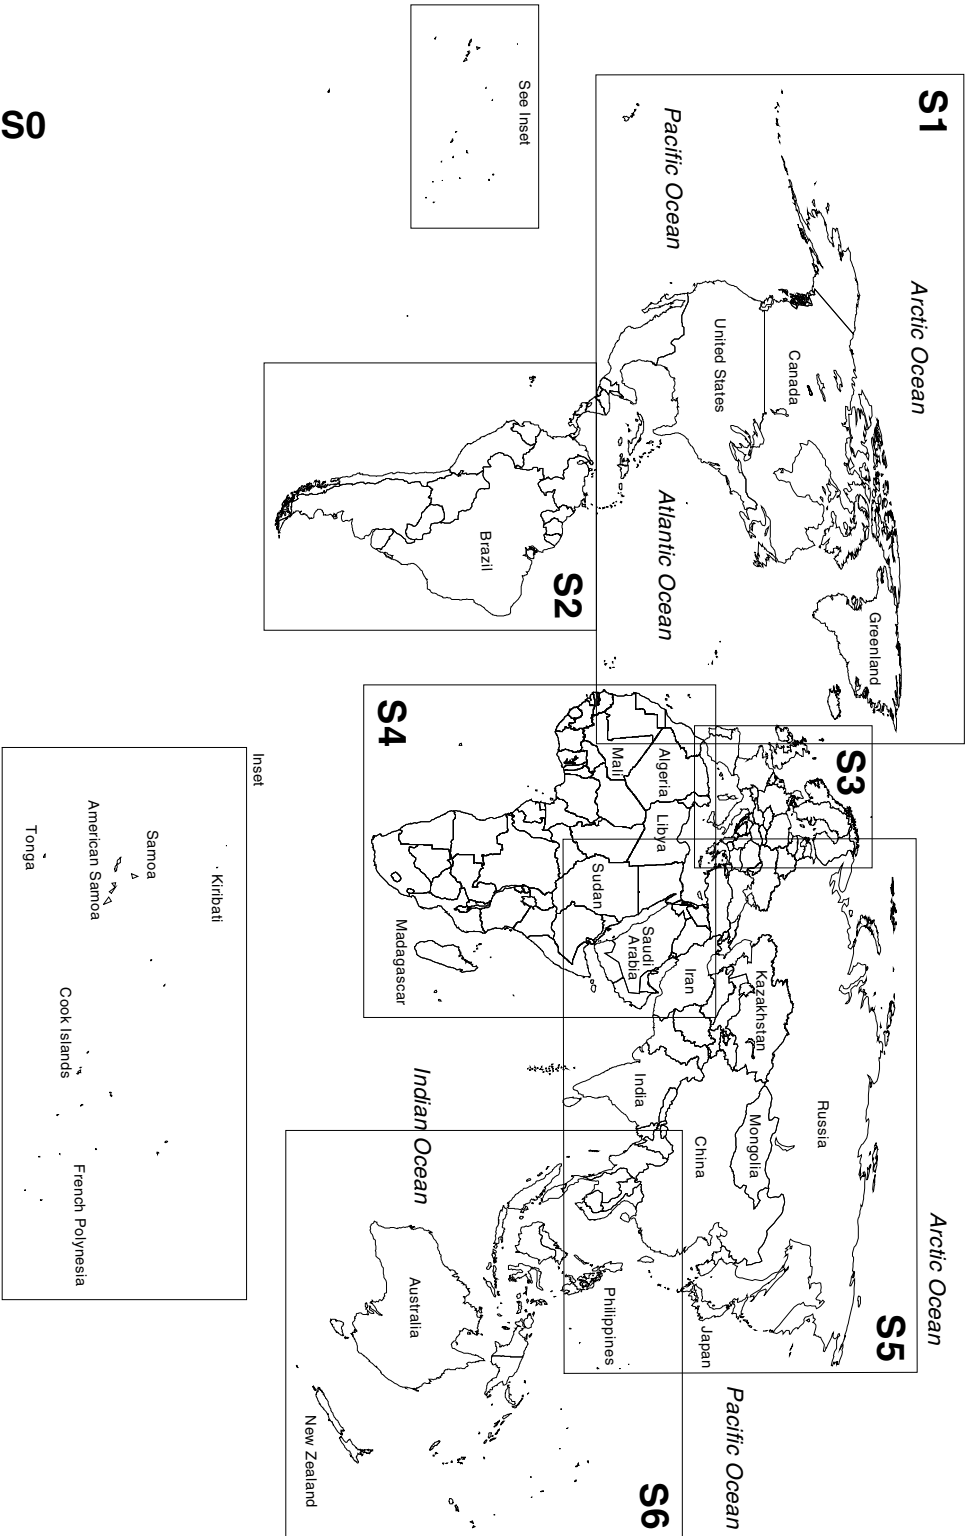 S0
S1
Arctic Ocean
Arctic Ocean
Greenland
Canada
United States
Pacific Ocean
Atlantic Ocean
Pacific Ocean
See Inset
S2
Brazil
S3
S4
Algeria
Libya
Mali
Sudan
Saudi
Arabia
Madagascar
S5
Russia
Kazakhstan
Mongolia
Iran
China
India
Japan
Philippines
Indian Ocean
S6
Australia
New Zealand
Inset
Kiribati
Samoa
American Samoa
Tonga
Cook Islands
French Polynesia